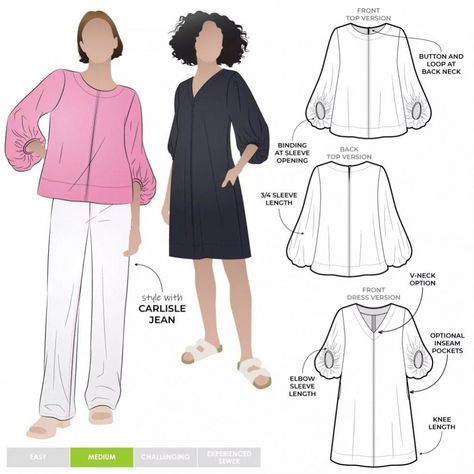 FRONT
TOP VERSION
BUTTON AND
LOOP AT
BACK NECK
BINDING
AT SLEEVE
OPENING
BACK
TOP VERSION
3/4 SLEEVE
LENGTH
V-NECK
OPTION
FRONT
DRESS VERSION
style with
CARLISLE
JEAN
OPTIONAL
INSEAM
POCKETS
ELBOW
SLEEVE
LENGTH
KNEE
LENGTH
EASY
MEDIUM
CHALLENGING
EXPERIENCED
SEWER